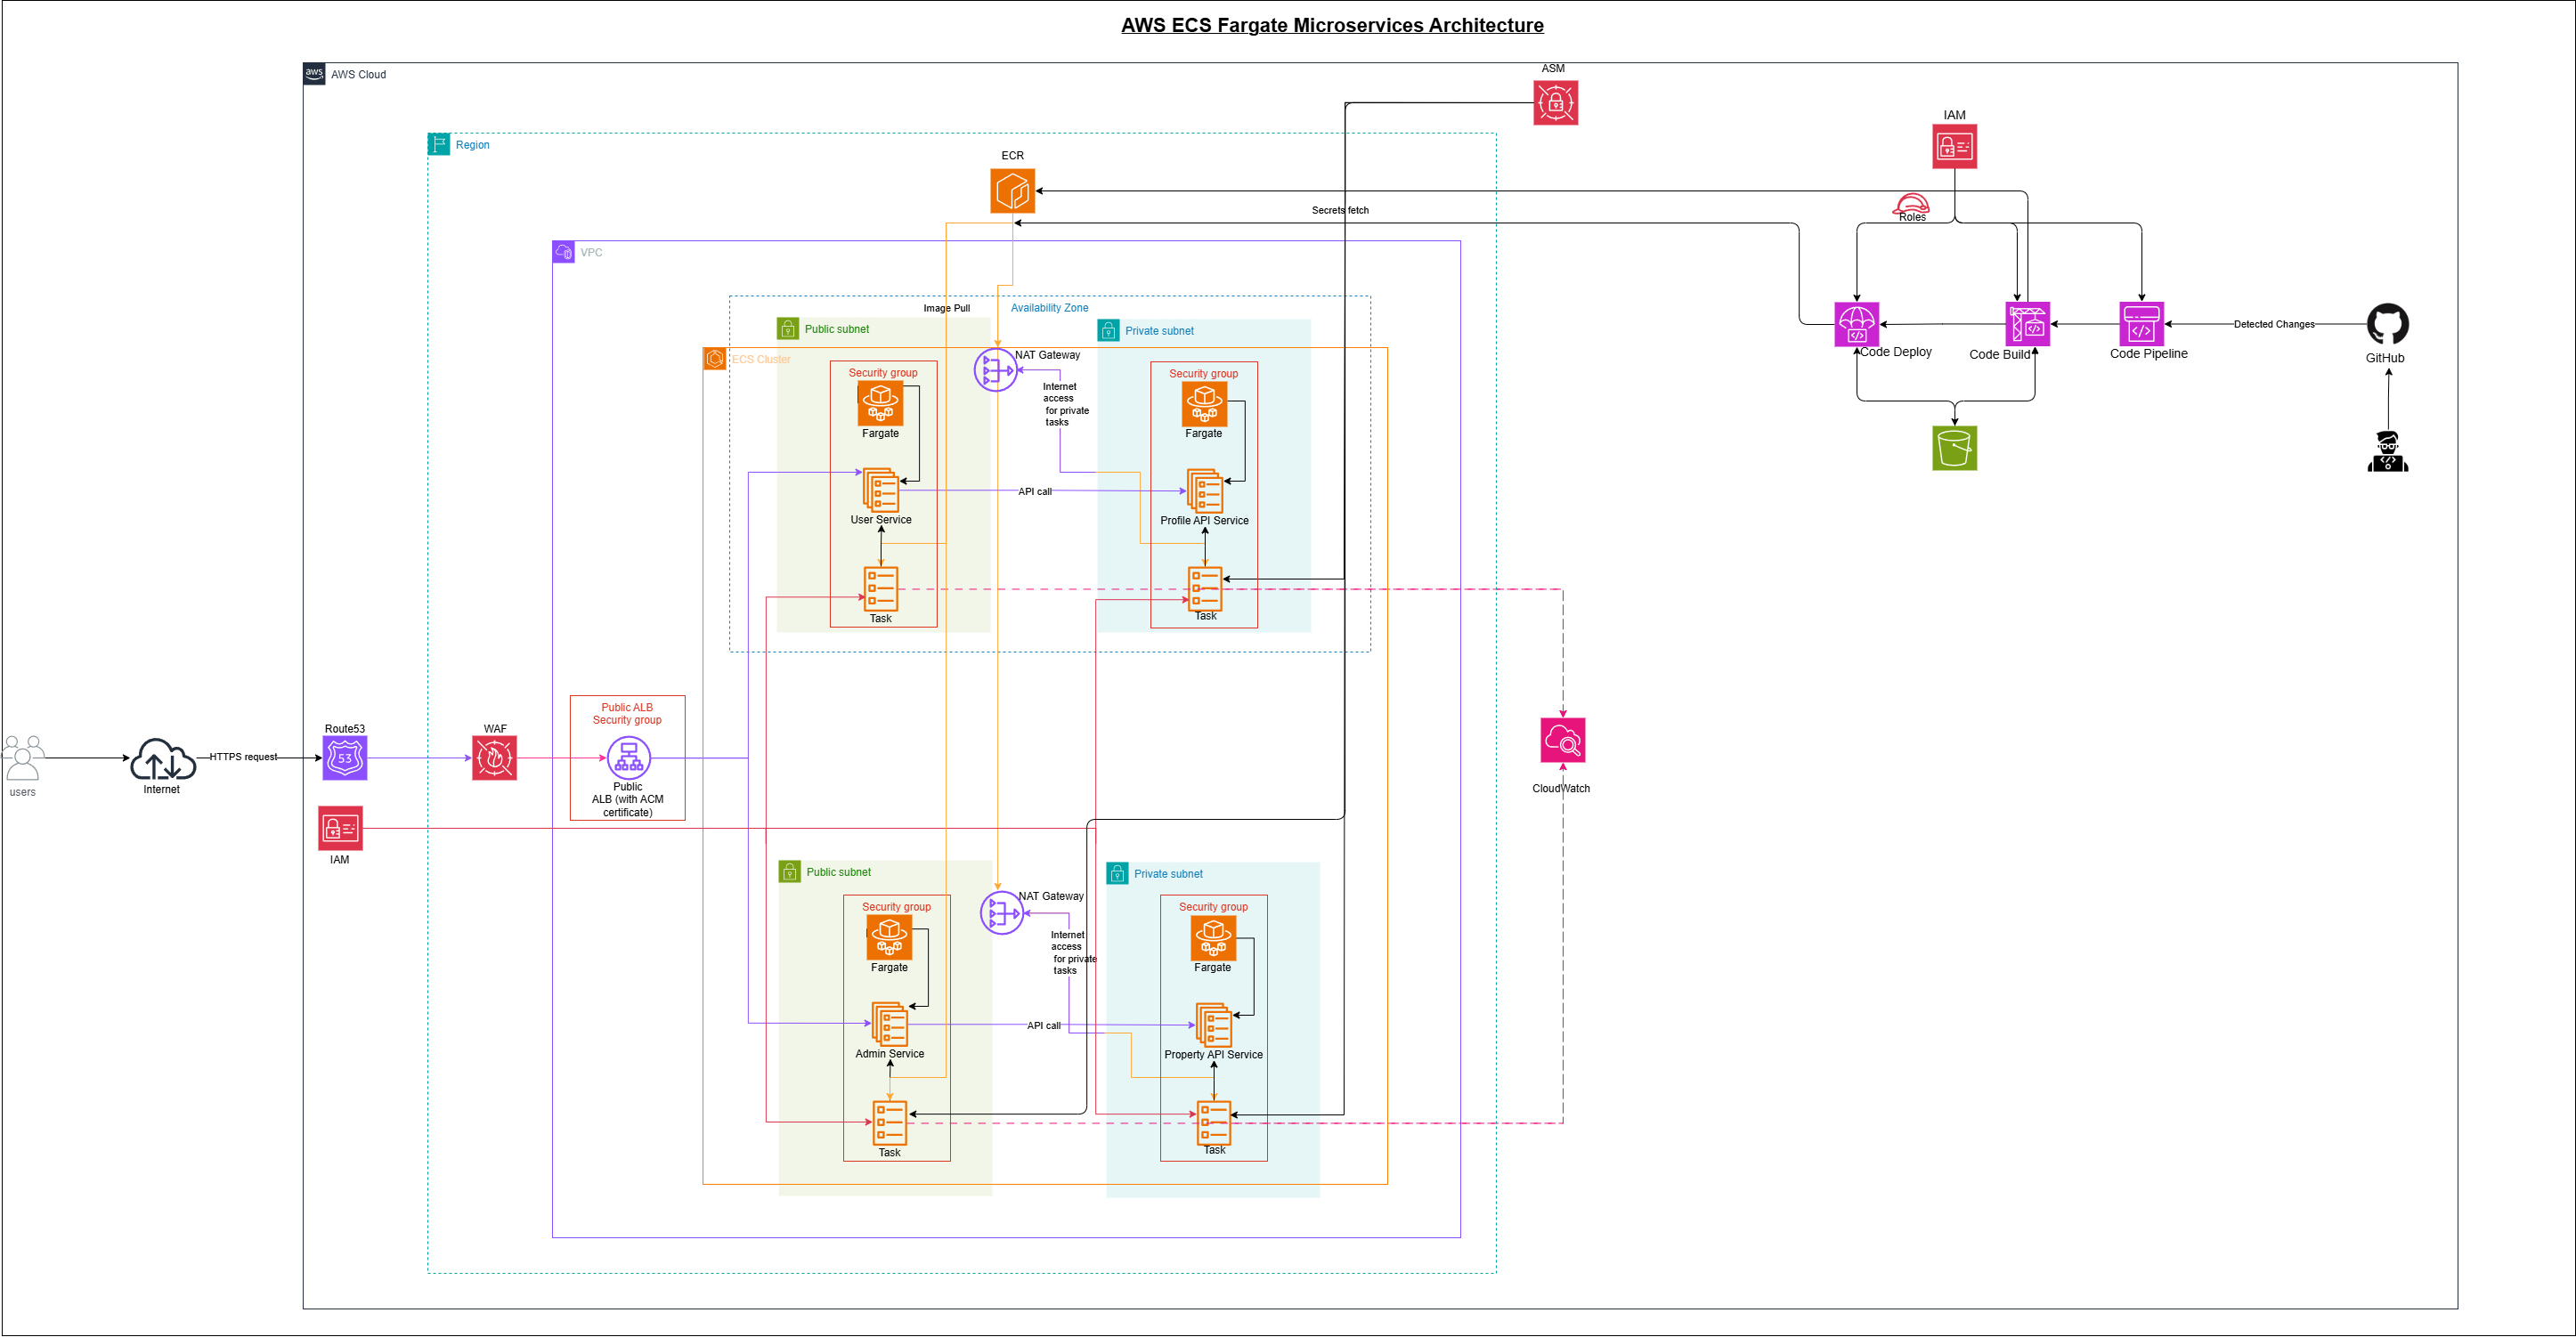 AWS ECS Fargate Microservices Architecture
aws
AWS Cloud
ASM
IAM
Region
ECR
Secrets fetch
Roles
VPC
Image Pull
Availability Zone
Public subnet
Private subnet
ECS Cluster
NAT Gateway
Security group
Security group
Internet
access
for private
tasks
Fargate
Fargate
API call
User Service
Profile API Service
Task
Task
Code Deploy
Code Build
Code Pipeline
Detected Changes
GitHub
Public ALB
Security group
Route53
53
WAF
HTTPS request
users
Internet
Public
ALB (with ACM
certificate)
CloudWatch
IAM
Public subnet
Private subnet
NAT Gateway
Security group
Security group
Internet
access
for private
tasks
Fargate
Fargate
API call
Admin Service
Property API Service
Task
Task